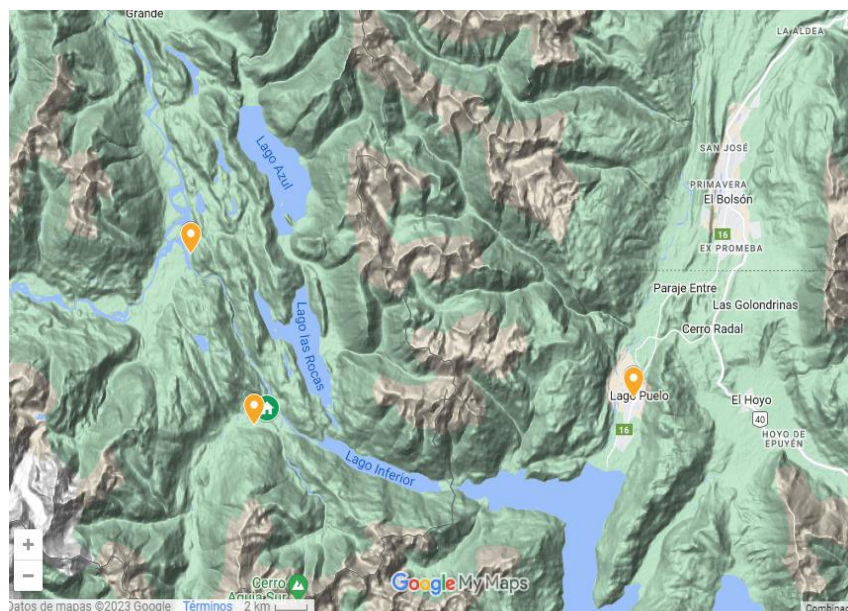 Grande
LA ALDEA
Lago Azul
SAN JOSÉ
PRIMAVERA
El Bolsón
16
EX PROMEBA
Paraje Entre
Las Golondrinas
Cerro Radal
Lago las Rocas
Lago Puelo
El Hoyo
40
16
HOYO DE
EPUYÉN
Lago Inferior
+
−
Cerro
Aguja Sur
Google My Maps
Datos de mapas ©2023 Google
Términos
2 km
Combinac